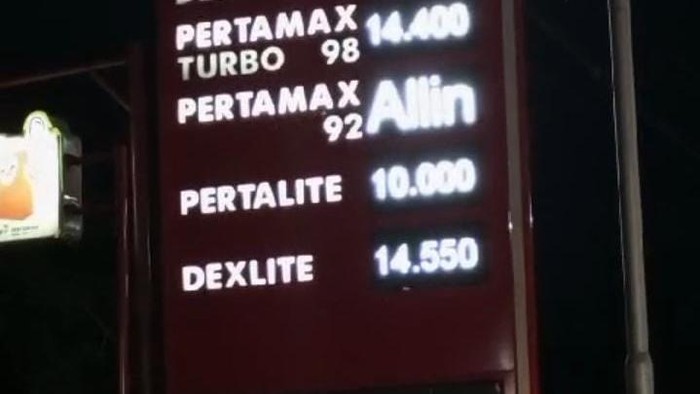 PERTAMAX 14.400
TURBO 98
PERTAMAX Allin
92
PERTALITE 10.000
DEXLITE 14.550